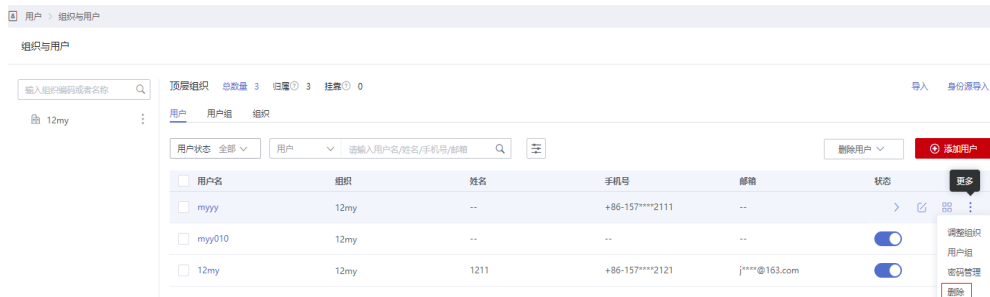 用户 > 组织与用户
组织与用户
输入组织编码或者名称
12my
顶层组织 总数量 3 归属 3 挂靠 0
导入 身份源导入
用户 用户组 组织
用户状态 全部 用户 请输入用户名/姓名/手机号/邮箱 删除用户 添加用户
用户名 组织 姓名 手机号 邮箱 状态 更多
myyy 12my -- +86-157****2111 --
myy010 12my -- -- --
12my 12my 1211 +86-157****2121 j****@163.com
调整组织
用户组
密码管理
删除